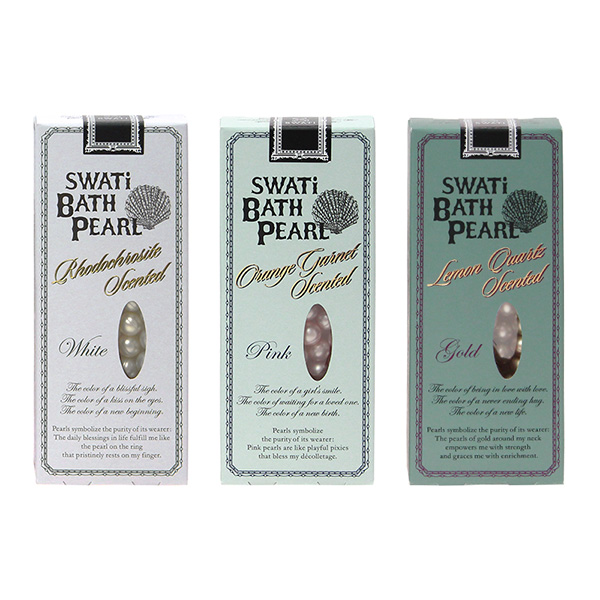 SWATi
BATH
PEARL
Rhodochrosite
Scented
White
The color of a blissful sigh.
The color of a kiss on the eyes.
The color of a new beginning.
Pearls symbolize the purity of its wearer:
The daily blessings in life fulfill me like
the pearl on the ring
that pristinely rests on my finger.
SWATi
BATH
PEARL
Orange Garnet
Scented
Pink
The color of a girl's smile.
The color of waiting for a loved one.
The color of a new birth.
Pearls symbolize
the purity of its wearer:
Pink pearls are like playful pixies
that bless my décolletage.
SWATi
BATH
PEARL
Lemon Quartz
Scented
Gold
The color of being in love with love.
The color of a never ending hug.
The color of a new life.
Pearls symbolize the purity of its wearer:
The pearls of gold around my neck
empowers me with strength
and graces me with enrichment.